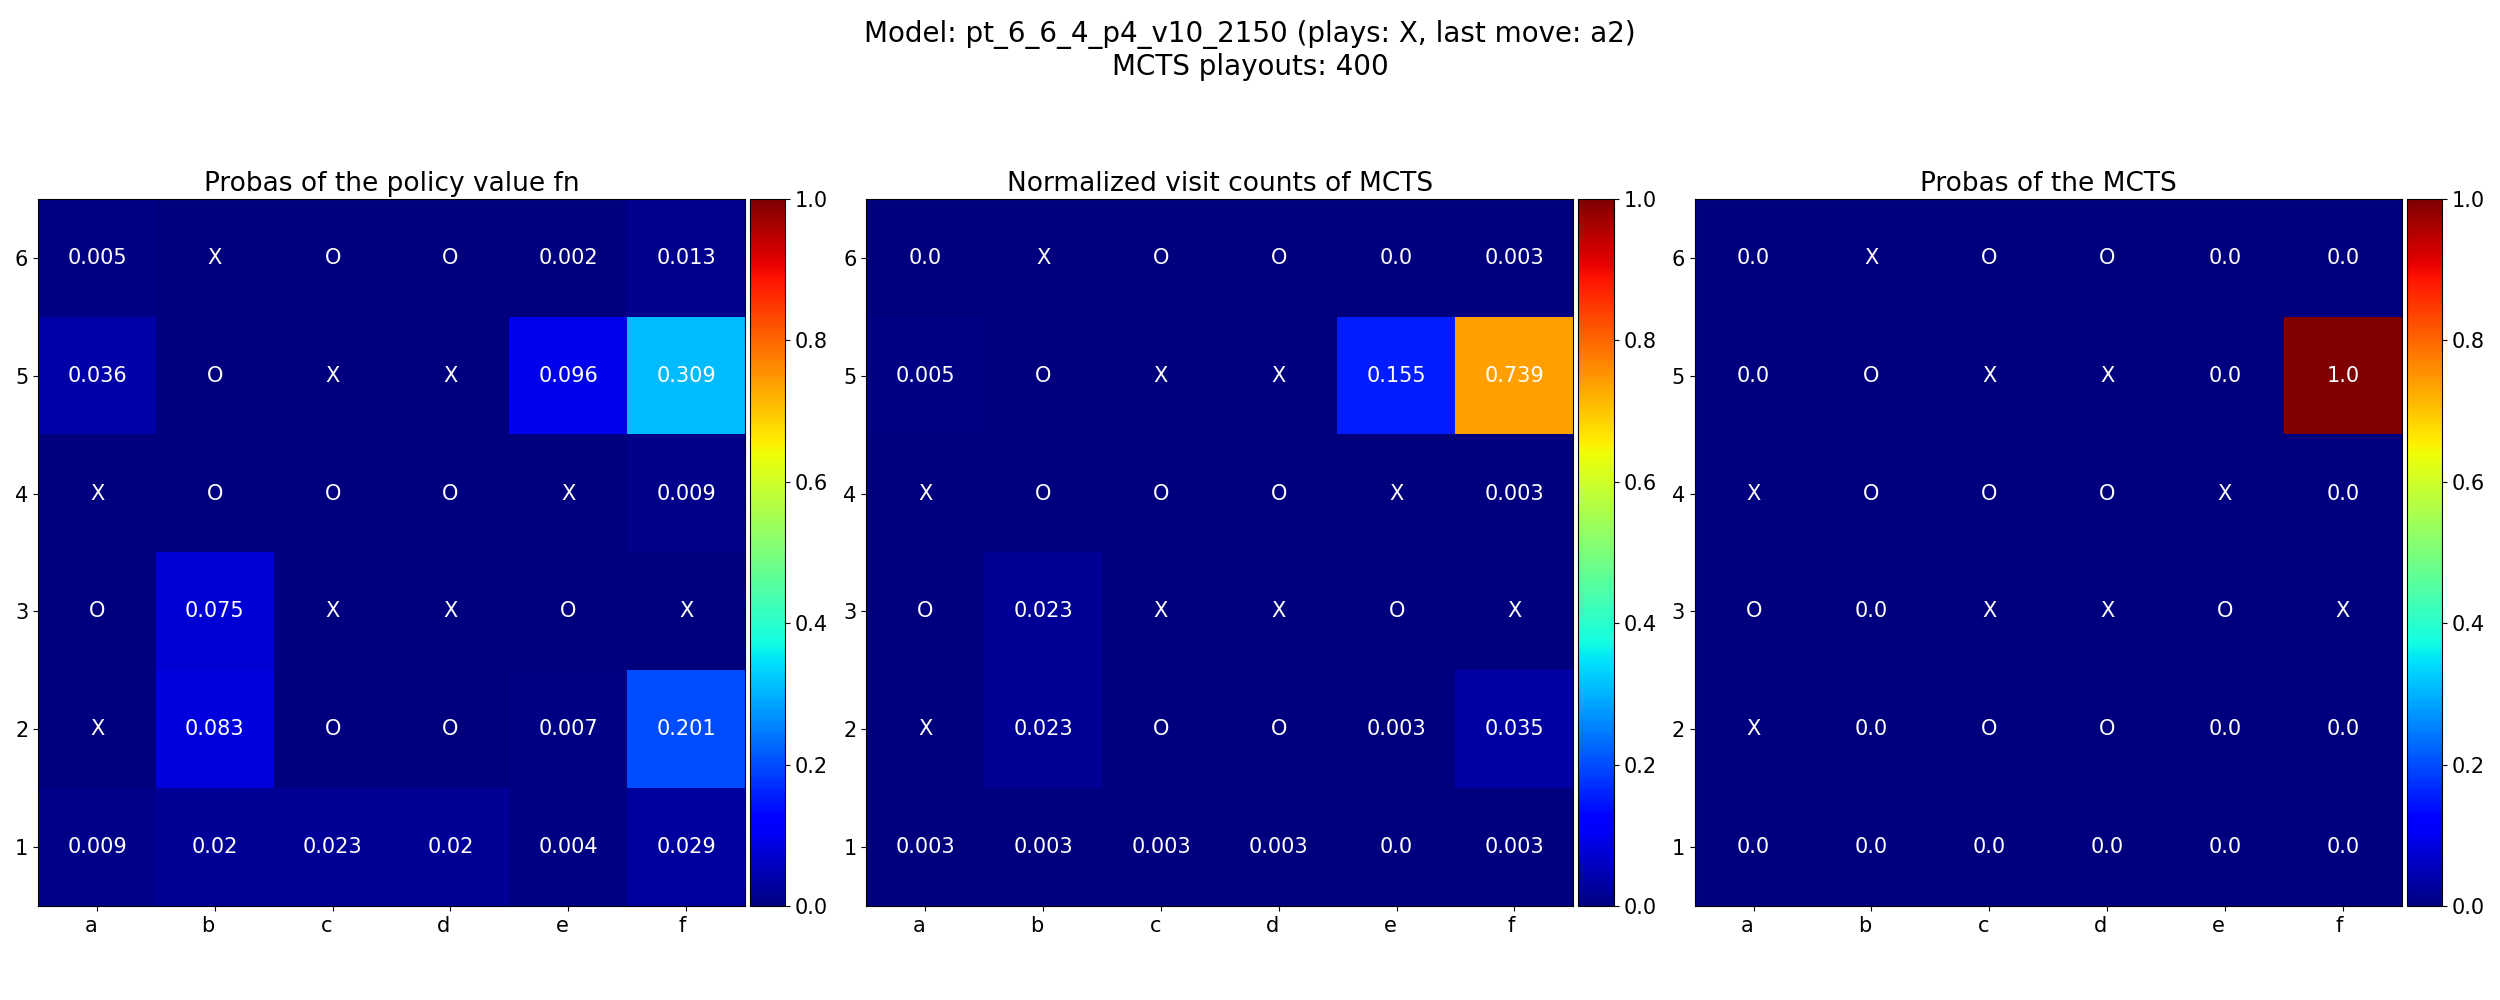 Model: pt_6_6_4_p4_v10_2150 (plays: X, last move: a2)
MCTS playouts: 400
Probas of the policy value fn
6 0.005 X O O 0.002 0.013
5 0.036 O X X 0.096 0.309
4 X O O O X 0.009
3 O 0.075 X X O X
2 X 0.083 O O 0.007 0.201
1 0.009 0.02 0.023 0.02 0.004 0.029
a b c d e f
1.0
0.8
0.6
0.4
0.2
0.0
Normalized visit counts of MCTS
6 0.0 X O O 0.0 0.003
5 0.005 O X X 0.155 0.739
4 X O O O X 0.003
3 O 0.023 X X O X
2 X 0.023 O O 0.003 0.035
1 0.003 0.003 0.003 0.003 0.0 0.003
a b c d e f
1.0
0.8
0.6
0.4
0.2
0.0
Probas of the MCTS
6 0.0 X O O 0.0 0.0
5 0.0 O X X 0.0 1.0
4 X O O O X 0.0
3 O 0.0 X X O X
2 X 0.0 O O 0.0 0.0
1 0.0 0.0 0.0 0.0 0.0 0.0
a b c d e f
1.0
0.8
0.6
0.4
0.2
0.0